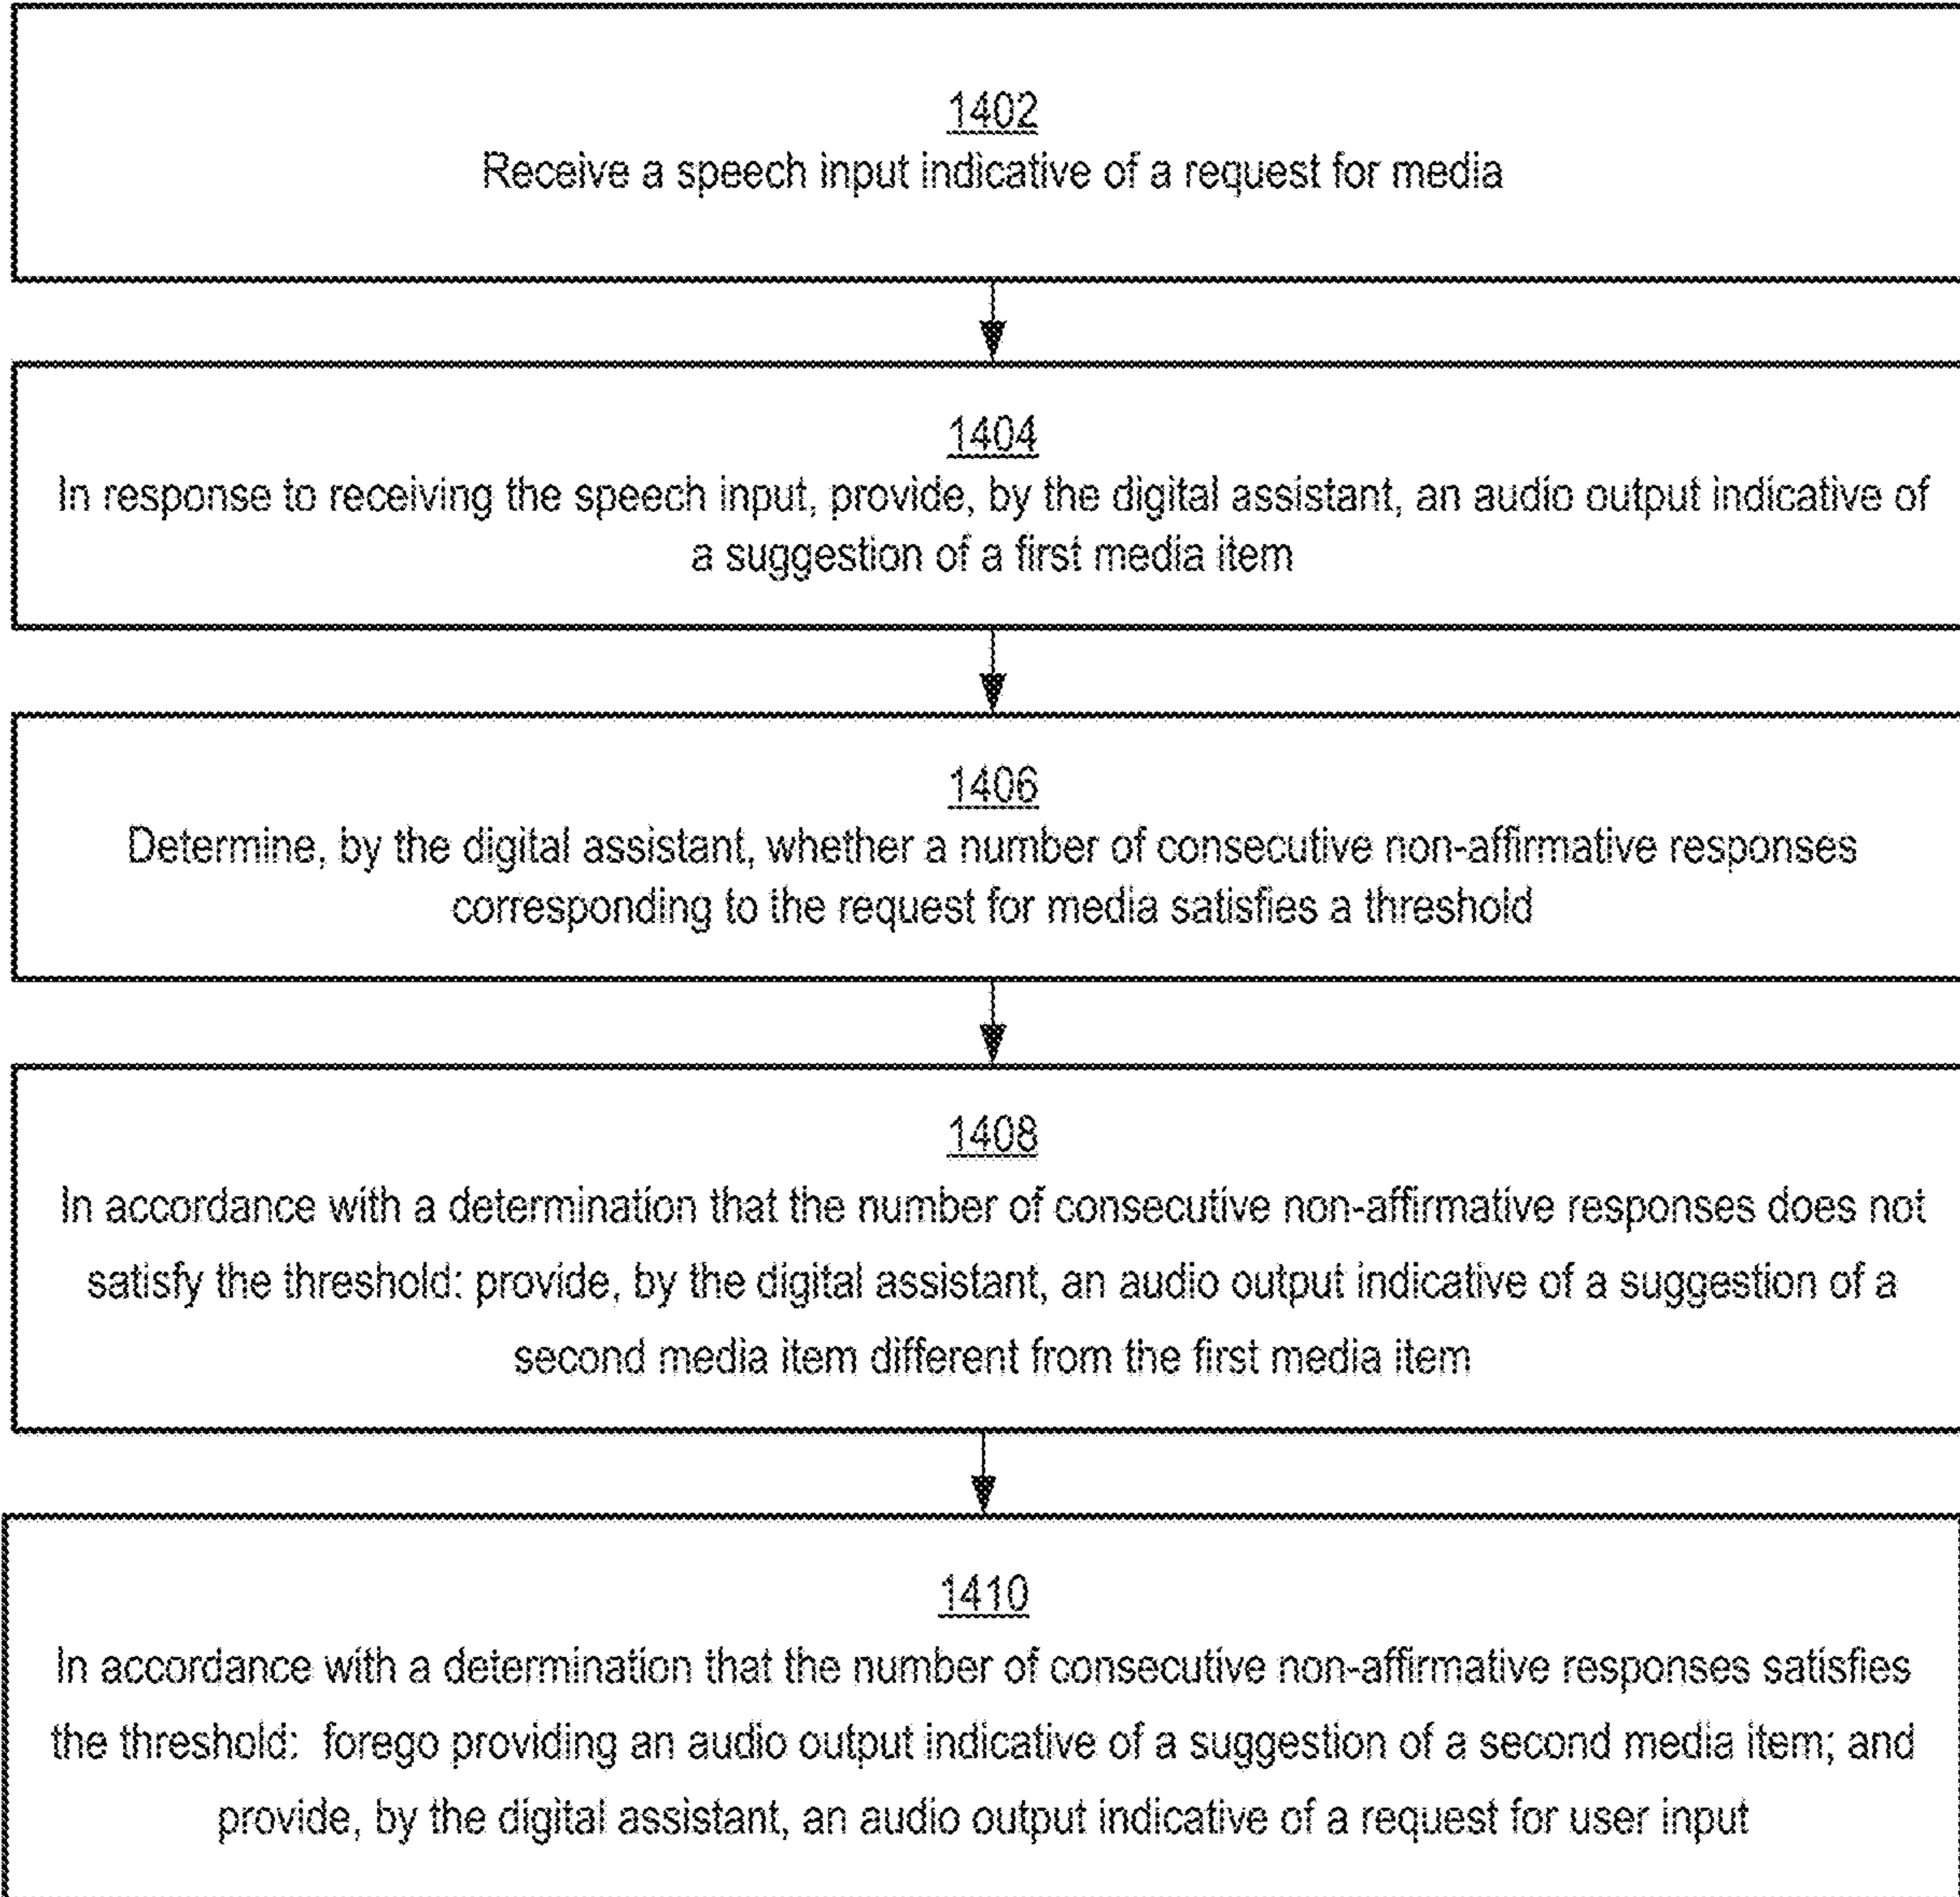 1402
Receive a speech input indicative of a request for media
1404
In response to receiving the speech input, provide, by the digital assistant, an audio output indicative of
a suggestion of a first media item
1406
Determine, by the digital assistant, whether a number of consecutive non-affirmative responses
corresponding to the request for media satisfies a threshold
1408
In accordance with a determination that the number of consecutive non-affirmative responses does not
satisfy the threshold: provide, by the digital assistant, an audio output indicative of a suggestion of a
second media item different from the first media item
1410
In accordance with a determination that the number of consecutive non-affirmative responses satisfies
the threshold: forego providing an audio output indicative of a suggestion of a second media item; and
provide, by the digital assistant, an audio output indicative of a request for user input